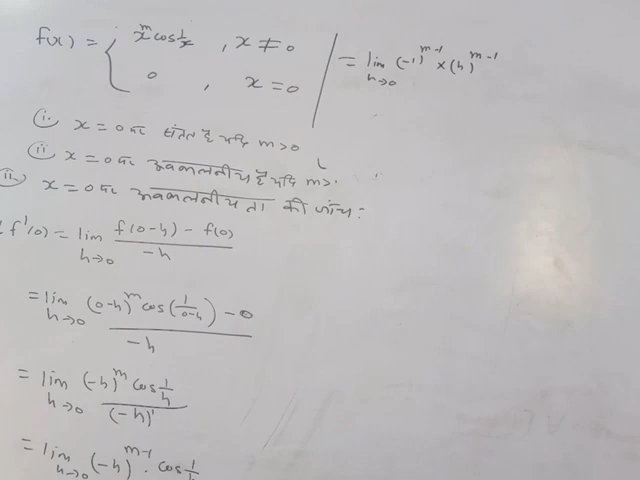 f(x) = { x^m cos 1/x , x ≠ 0
0 , x = 0
(i. x = 0 पर संतत है यदि m > 0
(ii x = 0 पर अवकलनीय है यदि m >
ii) x = 0 पर अवकलनीयता की जांच :
f'(0) = lim h→0 f(0-h) - f(0) / -h
= lim h→0 (0-h)^m cos(1/0-h) - 0 / -h
= lim h→0 (-h)^m cos 1/h / (-h)^1
= lim h→0 (-h)^m-1 . cos 1/h
= lim h→0 (-1)^m-1 × (h)^m-1